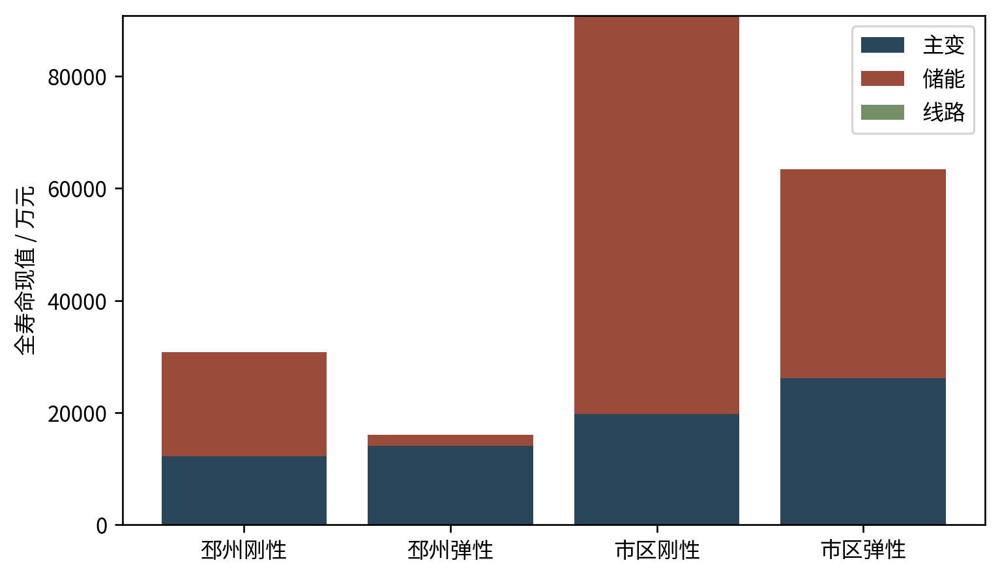 主变
储能
线路
全寿命现值 / 万元
80000
60000
40000
20000
0
邳州刚性
邳州弹性
市区刚性
市区弹性